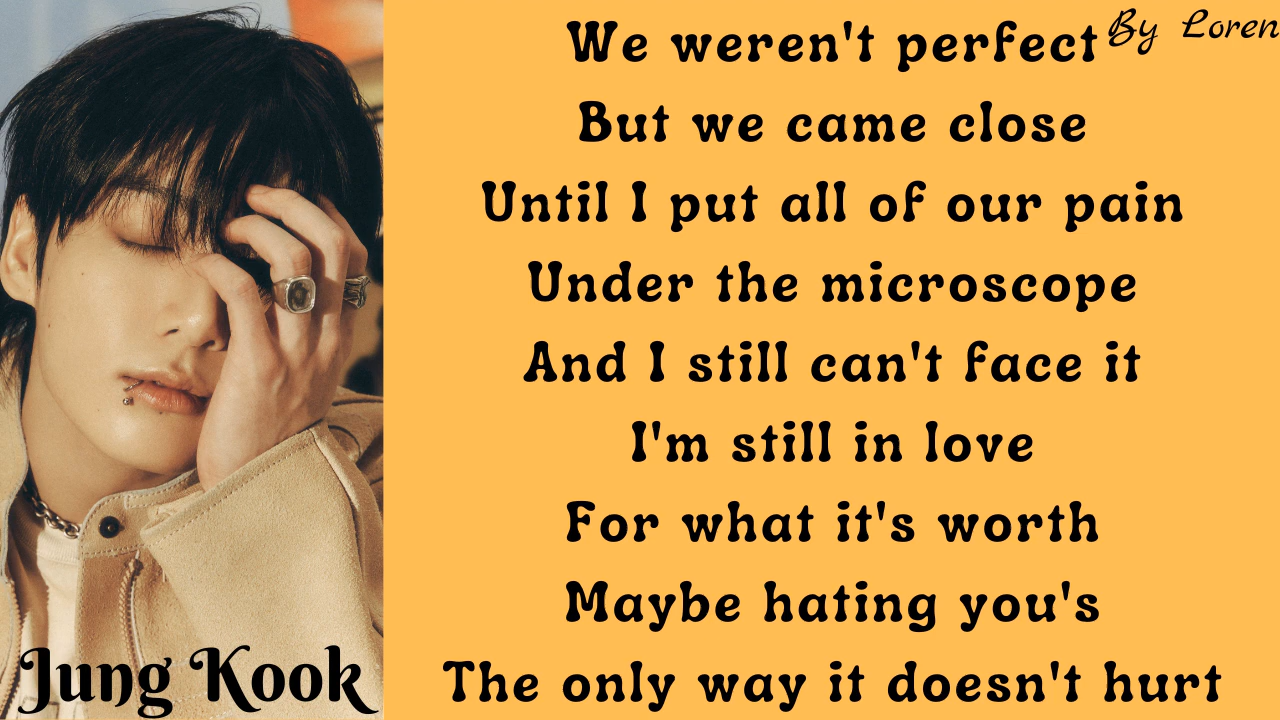 We weren't perfect
By Loren
But we came close
Until I put all of our pain
Under the microscope
And I still can't face it
I'm still in love
For what it's worth
Maybe hating you's
The only way it doesn't hurt
Jung Kook